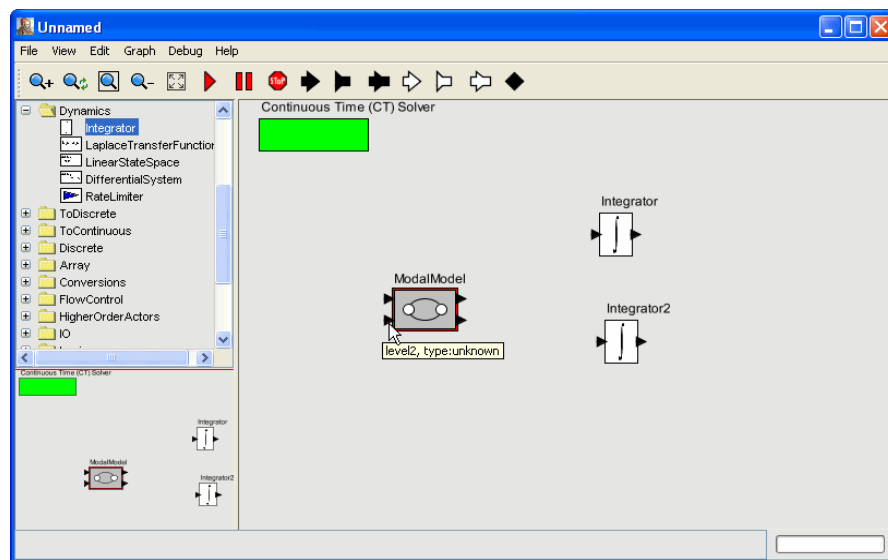 Unnamed
File View Edit Graph Debug Help
STOP
Dynamics
Integrator
LaplaceTransferFunction
LinearStateSpace
DifferentialSystem
RateLimiter
ToDiscrete
ToContinuous
Discrete
Array
Conversions
FlowControl
HigherOrderActors
IO
Continuous Time (CT) Solver
Integrator
ModalModel
Integrator2
level2, type:unknown
Continuous Time (CT) Solver
Integrator
ModalModel
Integrator2